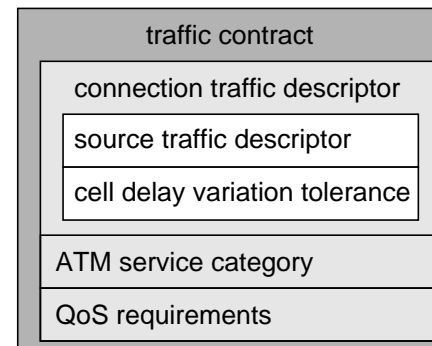 traffic contract
connection traffic descriptor
source traffic descriptor
cell delay variation tolerance
ATM service category
QoS requirements